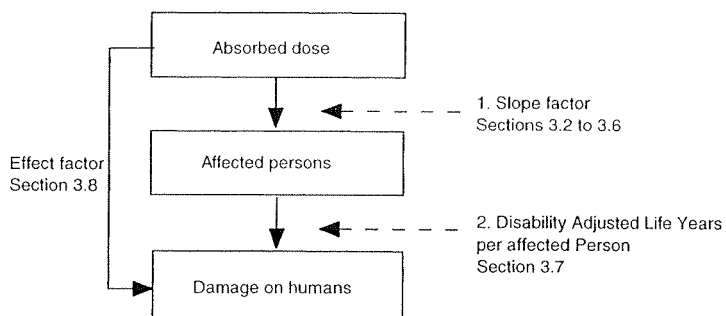 Absorbed dose
1. Slope factor
Sections 3.2 to 3.6
Effect factor
Section 3.8
Affected persons
2. Disability Adjusted Life Years
per affected Person
Section 3.7
Damage on humans